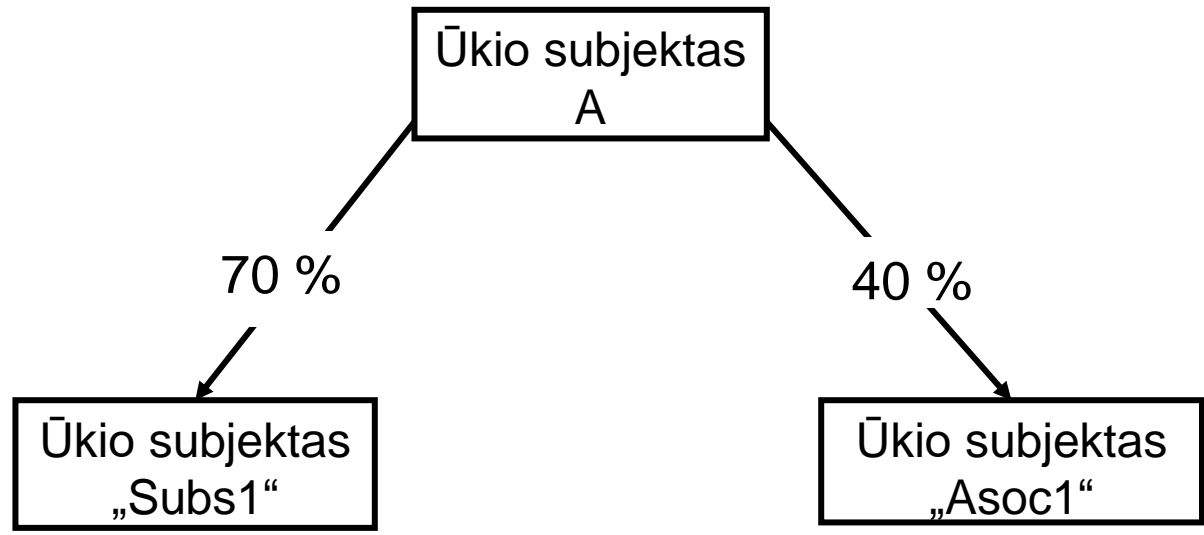 Ūkio subjektas
A
70 %
40 %
Ūkio subjektas
„Subs1“
Ūkio subjektas
„Asoc1“